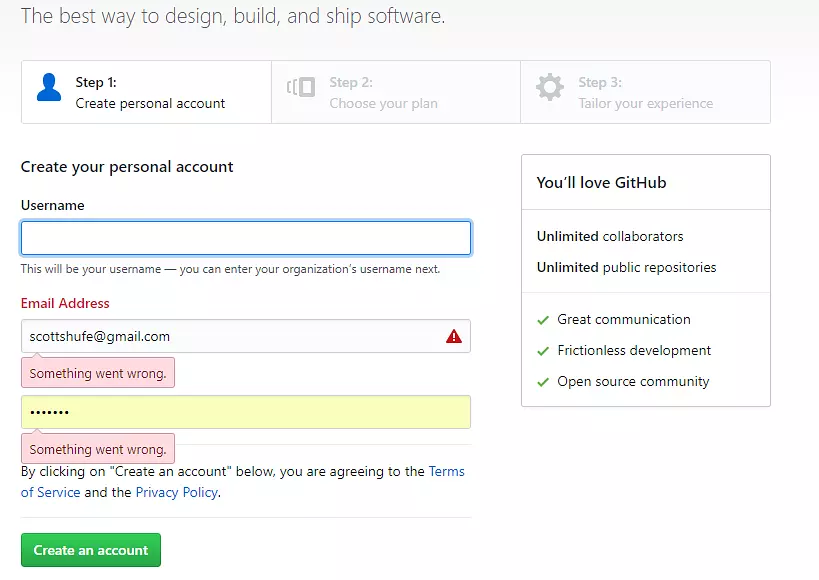 The best way to design, build, and ship software.
Step 1:
Create personal account
Step 2:
Choose your plan
Step 3:
Tailor your experience
Create your personal account
Username
This will be your username — you can enter your organization's username next.
Email Address
scottshufe@gmail.com
Something went wrong.
•••••••
Something went wrong.
By clicking on "Create an account" below, you are agreeing to the Terms
of Service and the Privacy Policy.
Create an account
You'll love GitHub
Unlimited collaborators
Unlimited public repositories
Great communication
Frictionless development
Open source community